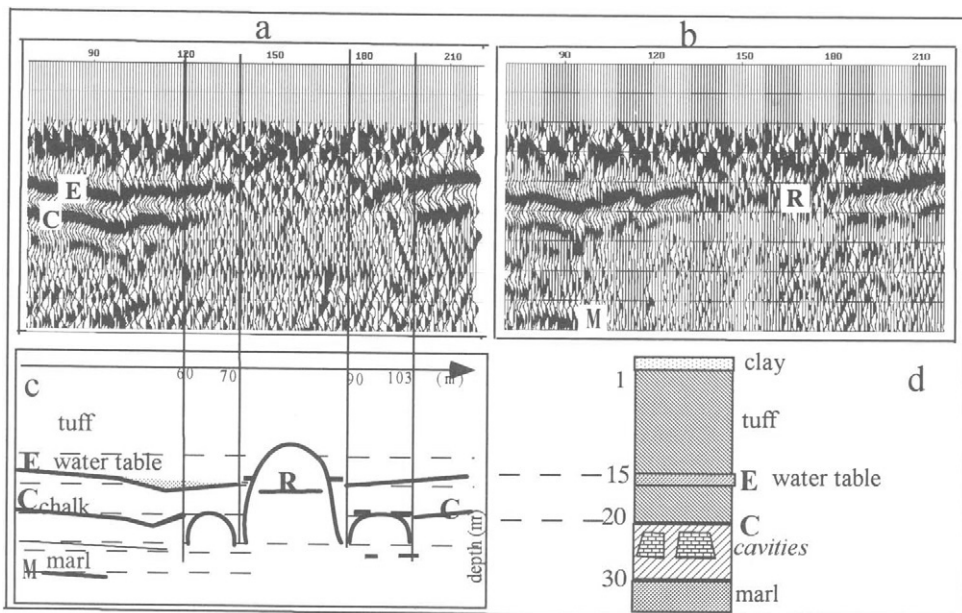 a
90 120 150 180 210
E
C
b
90 120 150 180 210
R
M
c
60 70 90 103 (m)
tuff
E water table
R
C chalk
C
M marl
depth (m)
d
clay
1
tuff
15
E water table
20
C
cavities
30
marl